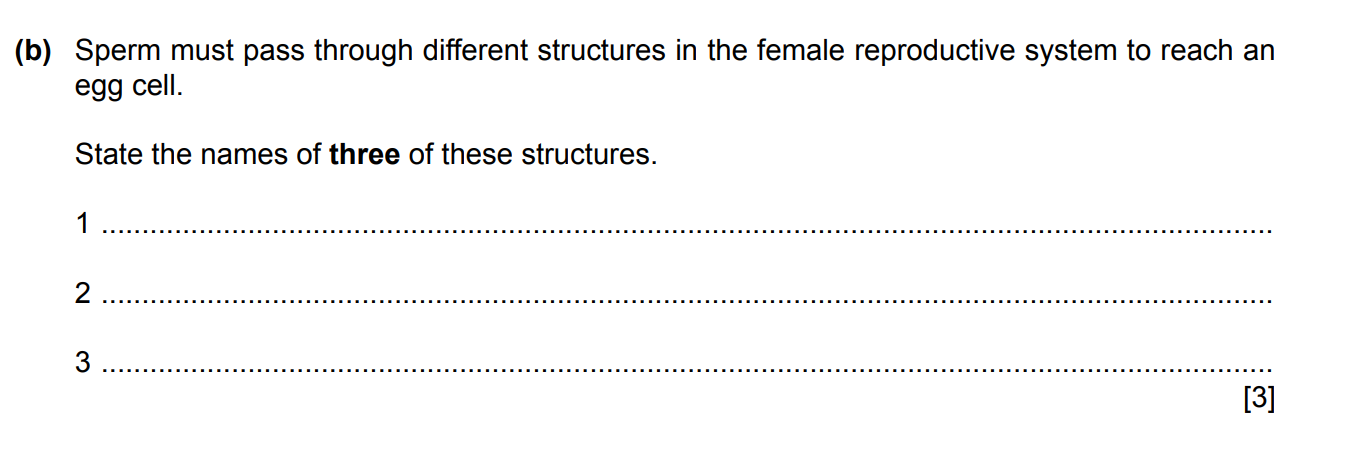 (b) Sperm must pass through different structures in the female reproductive system to reach an
egg cell.
State the names of three of these structures.
1 ..........................................................................................................................................
2 ..........................................................................................................................................
3 ..........................................................................................................................................
[3]